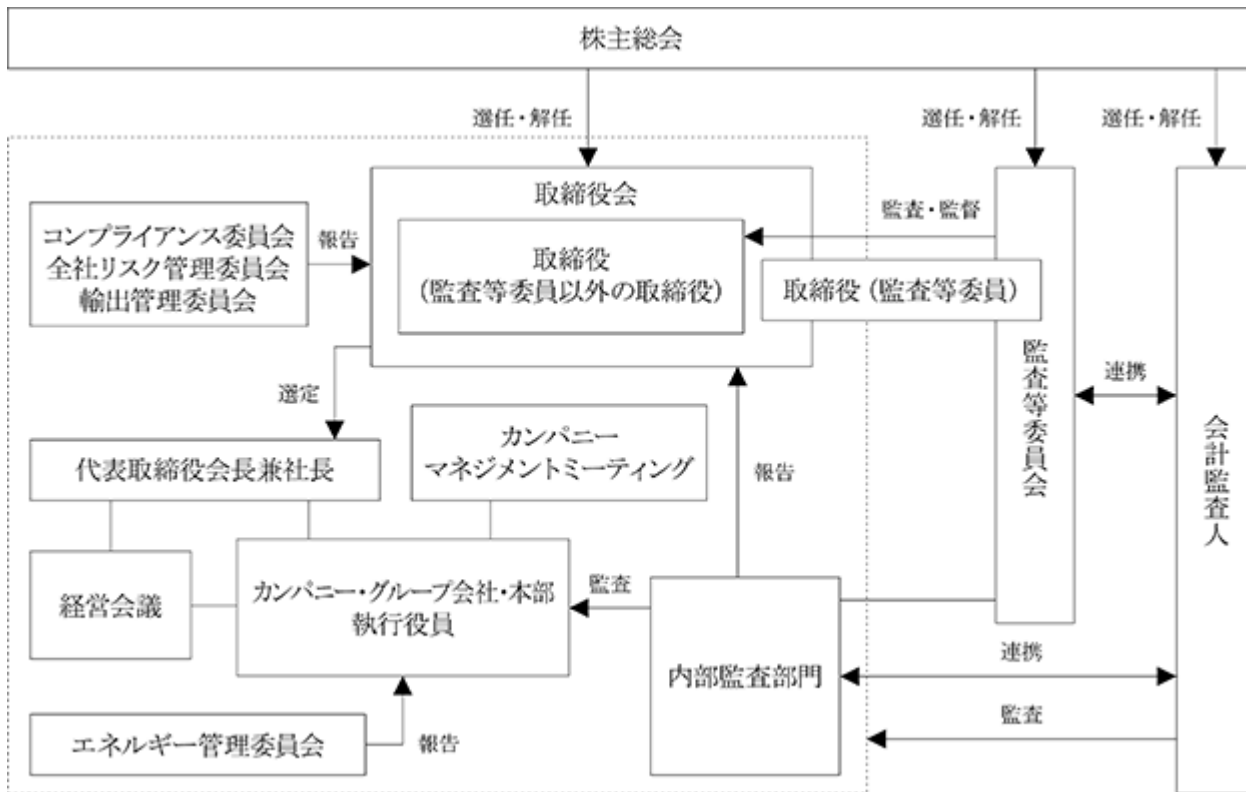 株主総会
選任・解任
選任・解任
選任・解任
取締役会
コンプライアンス委員会
全社リスク管理委員会
輸出管理委員会
報告
取締役
(監査等委員以外の取締役)
監査・監督
取締役(監査等委員)
監査等委員会
連携
会計監査人
選定
代表取締役会長兼社長
カンパニー
マネジメントミーティング
報告
経営会議
カンパニー・グループ会社・本部
執行役員
監査
内部監査部門
連携
監査
エネルギー管理委員会
報告